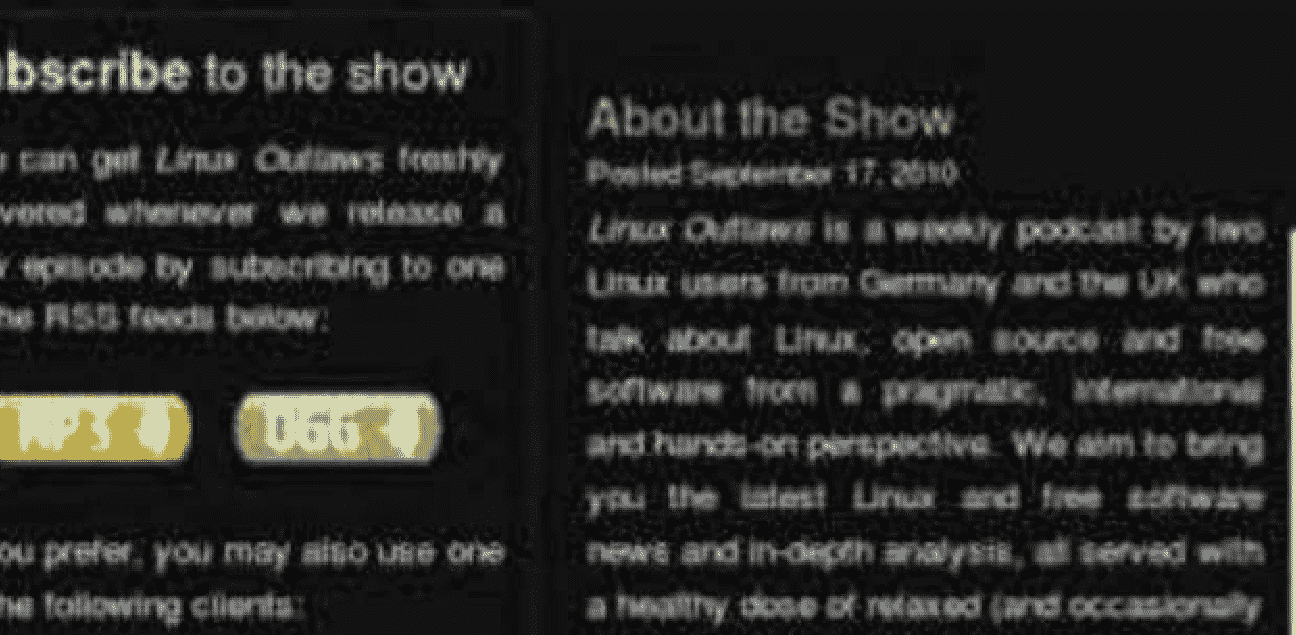 bscribe to the show
can get Linux Outlaws freshly
vered whenever we release a
episode by subscribing to one
he RSS feeds below:
MP3
OGG
ou prefer, you may also use one
he following clients:
About the Show
Posted September 17, 2010
Linux Outlaws is a weekly podcast by two
Linux users from Germany and the UK who
talk about Linux, open source and free
software from a pragmatic, international
and hands-on perspective. We aim to bring
you the latest Linux and free software
news and in-depth analysis, all served with
a healthy dose of relaxed (and occasionally